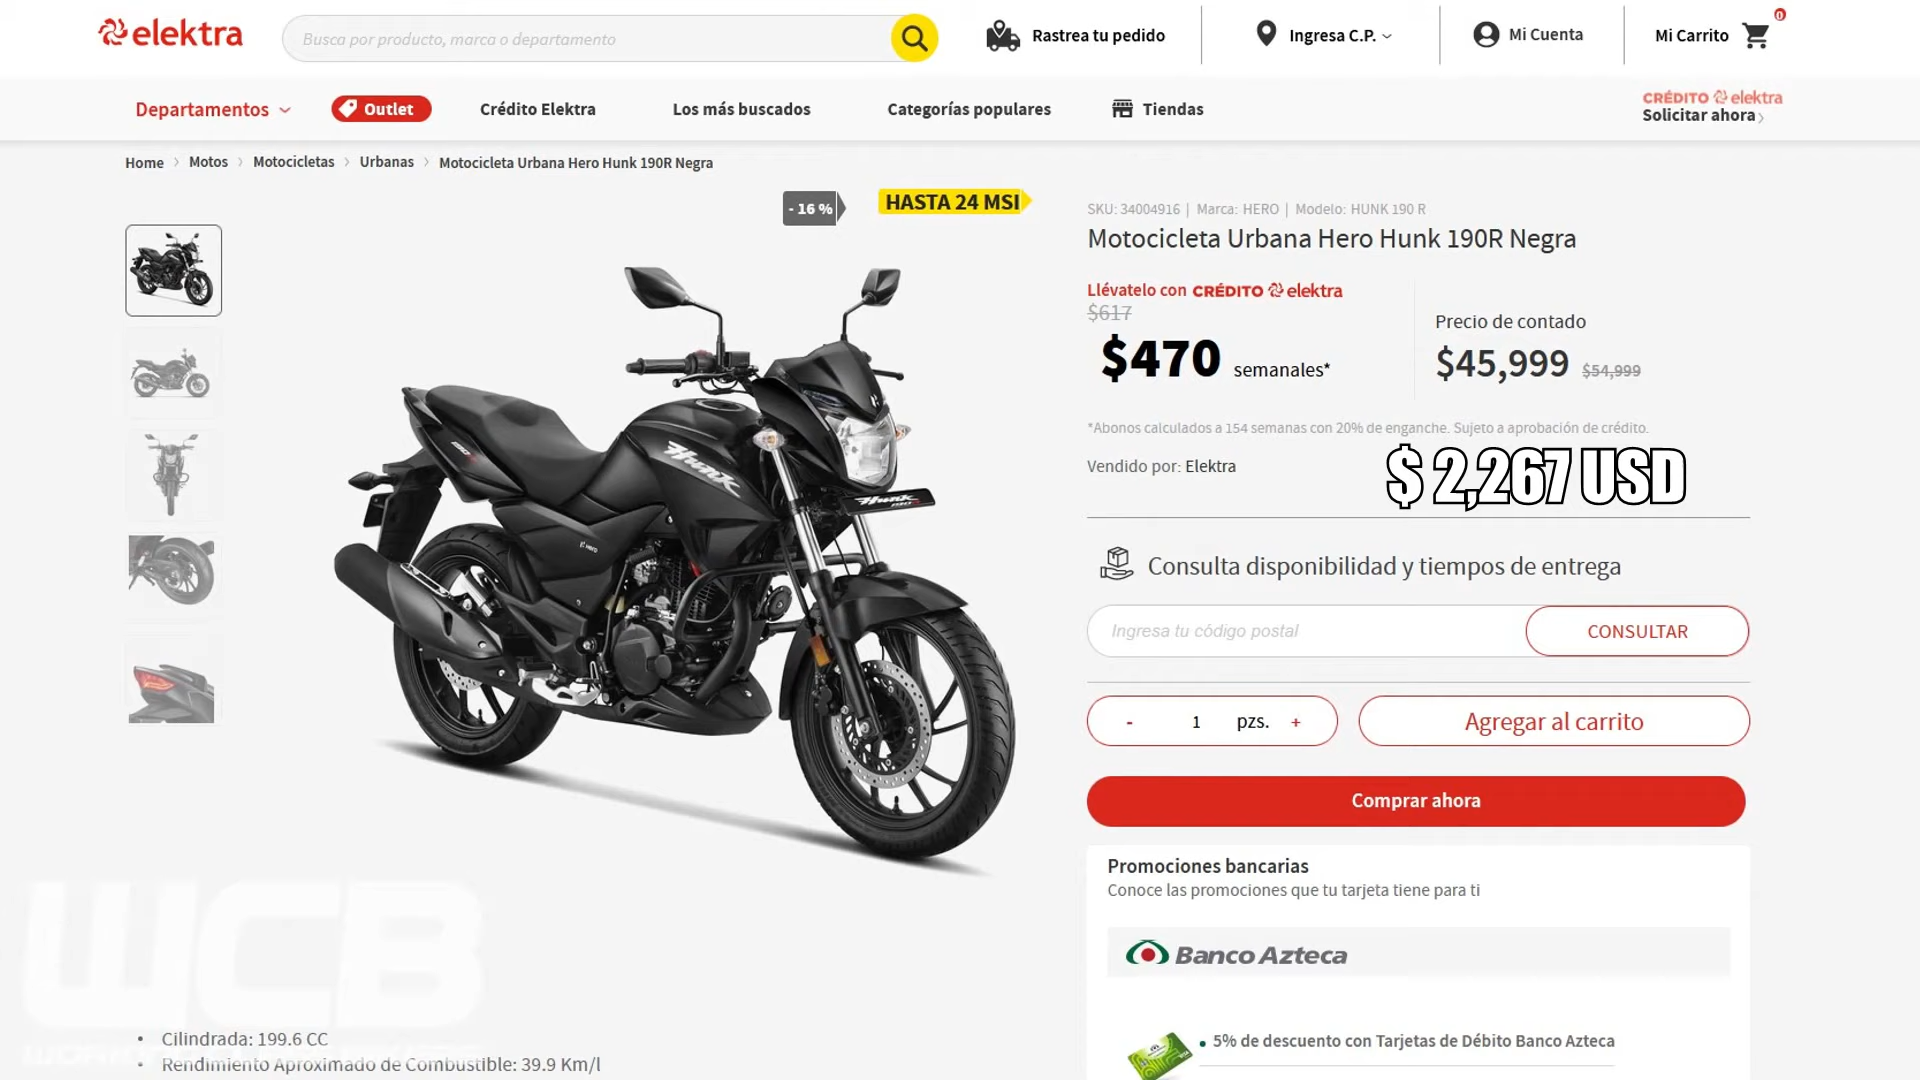 elektra
Busca por producto, marca o departamento
Rastrea tu pedido
Ingresa C.P.
Mi Cuenta
Mi Carrito
0
Departamentos
Outlet
Crédito Elektra
Los más buscados
Categorías populares
Tiendas
CRÉDITO elektra
Solicitar ahora
Home > Motos > Motocicletas > Urbanas > Motocicleta Urbana Hero Hunk 190R Negra
- 16 %
HASTA 24 MSI
SKU: 34004916 | Marca: HERO | Modelo: HUNK 190 R
Motocicleta Urbana Hero Hunk 190R Negra
Llévatelo con CRÉDITO elektra
$617
$470 semanales*
Precio de contado
$45,999 $54,999
*Abonos calculados a 154 semanas con 20% de enganche. Sujeto a aprobación de crédito.
Vendido por: Elektra
$ 2,267 USD
Hunk
Hunk
Hero
Consulta disponibilidad y tiempos de entrega
Ingresa tu código postal
CONSULTAR
- 1 pzs. +
Agregar al carrito
Comprar ahora
Promociones bancarias
Conoce las promociones que tu tarjeta tiene para ti
Banco Azteca
• 5% de descuento con Tarjetas de Débito Banco Azteca
WCB
• Cilindrada: 199.6 CC
• Rendimiento Aproximado de Combustible: 39.9 Km/l